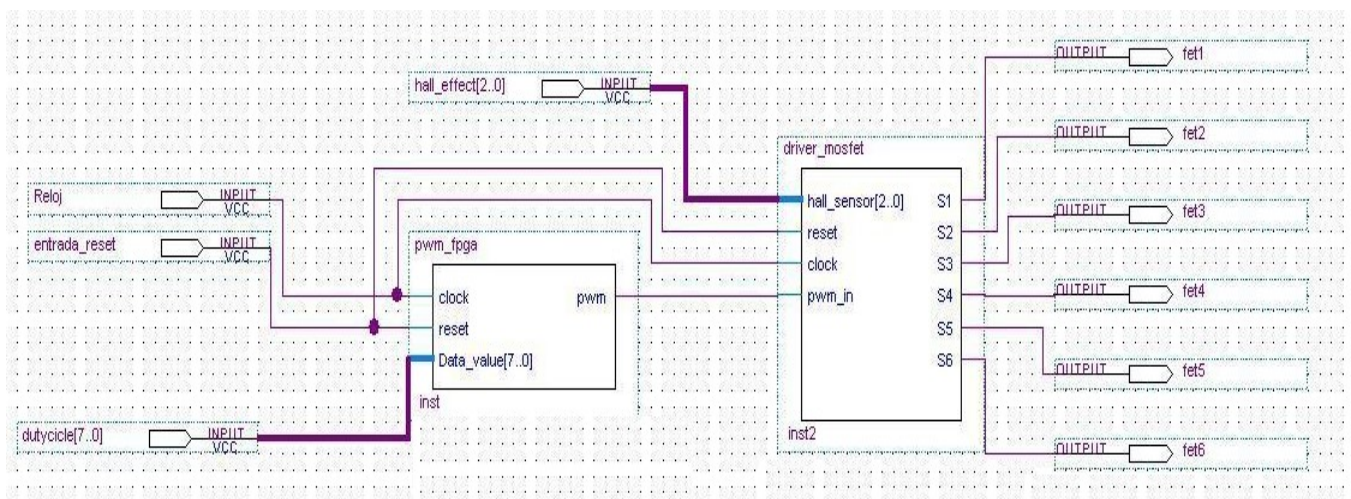 hall_effect[2..0]
INPUT
VCC
Reloj
INPUT
VCC
entrada_reset
INPUT
VCC
dutycicle[7..0]
INPUT
VCC
pwm_fpga
clock
reset
Data_value[7..0]
pwm
inst
driver_mosfet
hall_sensor[2..0]
reset
clock
pwm_in
S1
S2
S3
S4
S5
S6
inst2
OUTPUT
fet1
OUTPUT
fet2
OUTPUT
fet3
OUTPUT
fet4
OUTPUT
fet5
OUTPUT
fet6